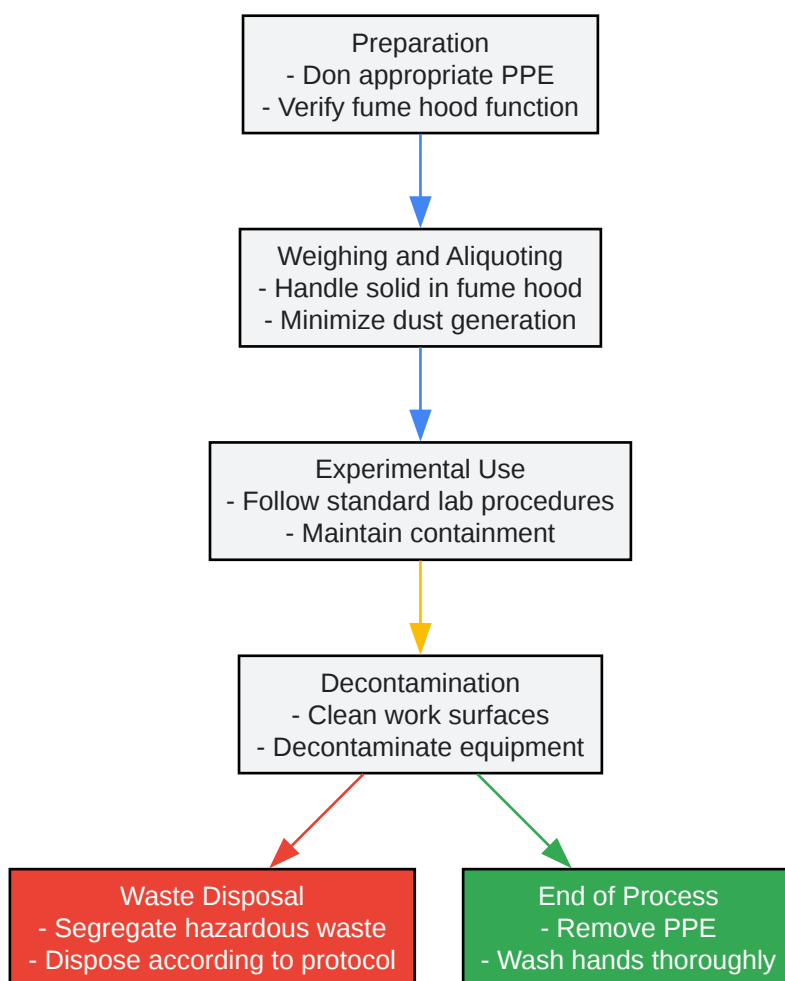 Preparation
- Don appropriate PPE
- Verify fume hood function
Weighing and Aliquoting
- Handle solid in fume hood
- Minimize dust generation
Experimental Use
- Follow standard lab procedures
- Maintain containment
Decontamination
- Clean work surfaces
- Decontaminate equipment
Waste Disposal
- Segregate hazardous waste
- Dispose according to protocol
End of Process
- Remove PPE
- Wash hands thoroughly